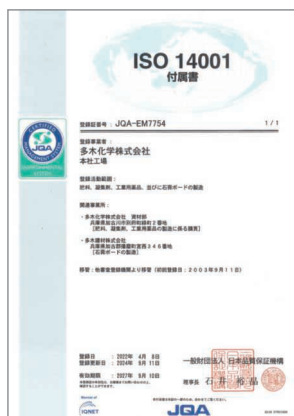 ISO 14001
付属書
登録証番号 : JQA-EM7754
1 / 1
JQA
登録事業者 :
多木化学株式会社
本社工場
登録活動範囲 :
肥料、凝集剤、工業用薬品、並びに石膏ボードの製造
関連事業所 :
・多木化学株式会社 資材部
兵庫県加古川市別府町緑町2番地
[肥料、凝集剤、工業用薬品の製造に係る購買]
・多木建材株式会社
兵庫県加古郡播磨町宮西346番地
[石膏ボードの製造]
移管 : 他審査登録機関より移管 (初回登録日 : 2003年9月11日)
登録日 : 2022年 4月 8日
登録更新日 : 2024年 9月 11日
有効期限 : 2027年 9月 10日
一般財団法人 日本品質保証機構
理事長 石井裕晶
Member of
IQNET
JQA